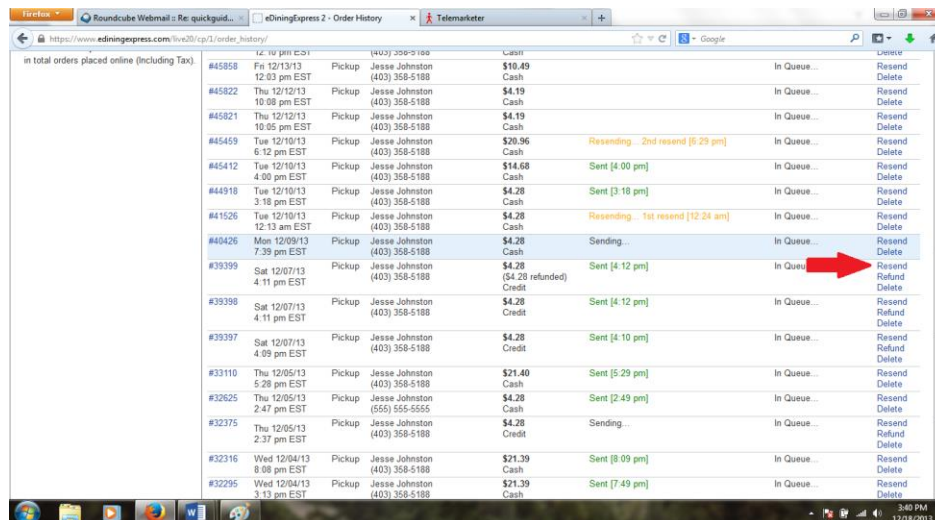 Firefox
Roundcube Webmail :: Re: quickguid... ×
eDiningExpress 2 - Order History ×
Telemarketer ×
+
https://www.ediningexpress.com/live20/cp/1/order_history/
Google
in total orders placed online (Including Tax).
12:10 pm EST (403) 358-5188 Cash Delete
#45858 Fri 12/13/13 Pickup Jesse Johnston $10.49 In Queue... Resend
12:03 pm EST (403) 358-5188 Cash Delete
#45822 Thu 12/12/13 Pickup Jesse Johnston $4.19 In Queue... Resend
10:08 pm EST (403) 358-5188 Cash Delete
#45821 Thu 12/12/13 Pickup Jesse Johnston $4.19 In Queue... Resend
10:05 pm EST (403) 358-5188 Cash Delete
#45459 Tue 12/10/13 Pickup Jesse Johnston $20.96 Resending... 2nd resend [6:29 pm] In Queue... Resend
6:12 pm EST (403) 358-5188 Cash Delete
#45412 Tue 12/10/13 Pickup Jesse Johnston $14.68 Sent [4:00 pm] In Queue... Resend
4:00 pm EST (403) 358-5188 Cash Delete
#44918 Tue 12/10/13 Pickup Jesse Johnston $4.28 Sent [3:18 pm] In Queue... Resend
3:18 pm EST (403) 358-5188 Cash Delete
#41526 Tue 12/10/13 Pickup Jesse Johnston $4.28 Resending... 1st resend [12:24 am] In Queue... Resend
12:13 am EST (403) 358-5188 Cash Delete
#40426 Mon 12/09/13 Pickup Jesse Johnston $4.28 Sending... In Queue... Resend
7:39 pm EST (403) 358-5188 Cash Delete
#39399 Sat 12/07/13 Pickup Jesse Johnston $4.28 Sent [4:12 pm] In Queu Resend
4:11 pm EST (403) 358-5188 ($4.28 refunded) Refund
Credit Delete
#39398 Sat 12/07/13 Pickup Jesse Johnston $4.28 Sent [4:12 pm] In Queue... Resend
4:11 pm EST (403) 358-5188 Credit Refund
Delete
#39397 Sat 12/07/13 Pickup Jesse Johnston $4.28 Sent [4:10 pm] In Queue... Resend
4:09 pm EST (403) 358-5188 Credit Refund
Delete
#33110 Thu 12/05/13 Pickup Jesse Johnston $21.40 Sent [5:29 pm] In Queue... Resend
5:28 pm EST (403) 358-5188 Cash Delete
#32625 Thu 12/05/13 Pickup Jesse Johnston $4.28 Sent [2:49 pm] In Queue... Resend
2:47 pm EST (555) 555-5555 Cash Delete
#32375 Thu 12/05/13 Pickup Jesse Johnston $4.28 Sending... In Queue... Resend
2:37 pm EST (403) 358-5188 Credit Refund
Delete
#32316 Wed 12/04/13 Pickup Jesse Johnston $21.39 Sent [8:09 pm] In Queue... Resend
8:08 pm EST (403) 358-5188 Cash Delete
#32295 Wed 12/04/13 Pickup Jesse Johnston $21.39 Sent [7:49 pm] In Queue... Resend
3:13 pm EST (403) 358-5188 Cash Delete
3:40 PM
12/18/2013